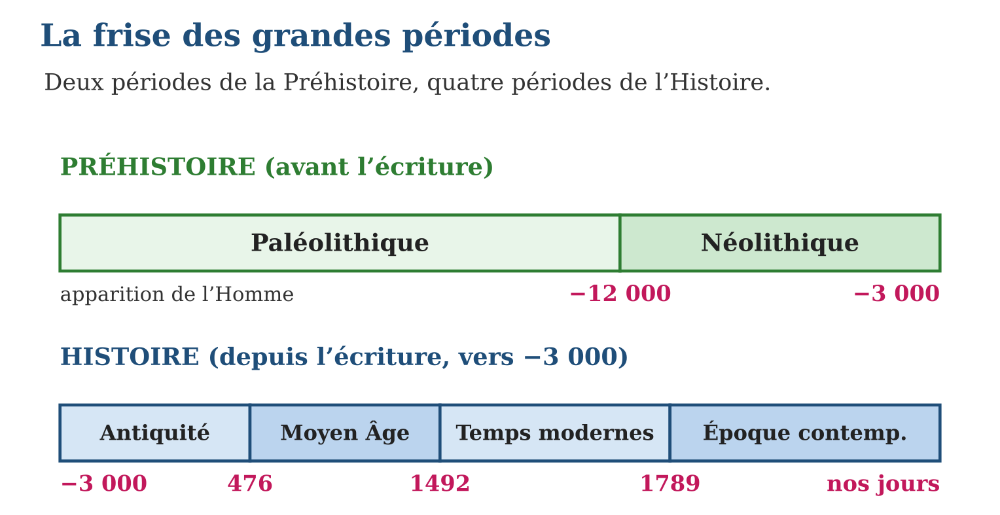 La frise des grandes périodes
Deux périodes de la Préhistoire, quatre périodes de l’Histoire.
PRÉHISTOIRE (avant l’écriture)
Paléolithique Néolithique
apparition de l’Homme −12 000 −3 000
HISTOIRE (depuis l’écriture, vers −3 000)
Antiquité Moyen Âge Temps modernes Époque contemp.
−3 000 476 1492 1789 nos jours